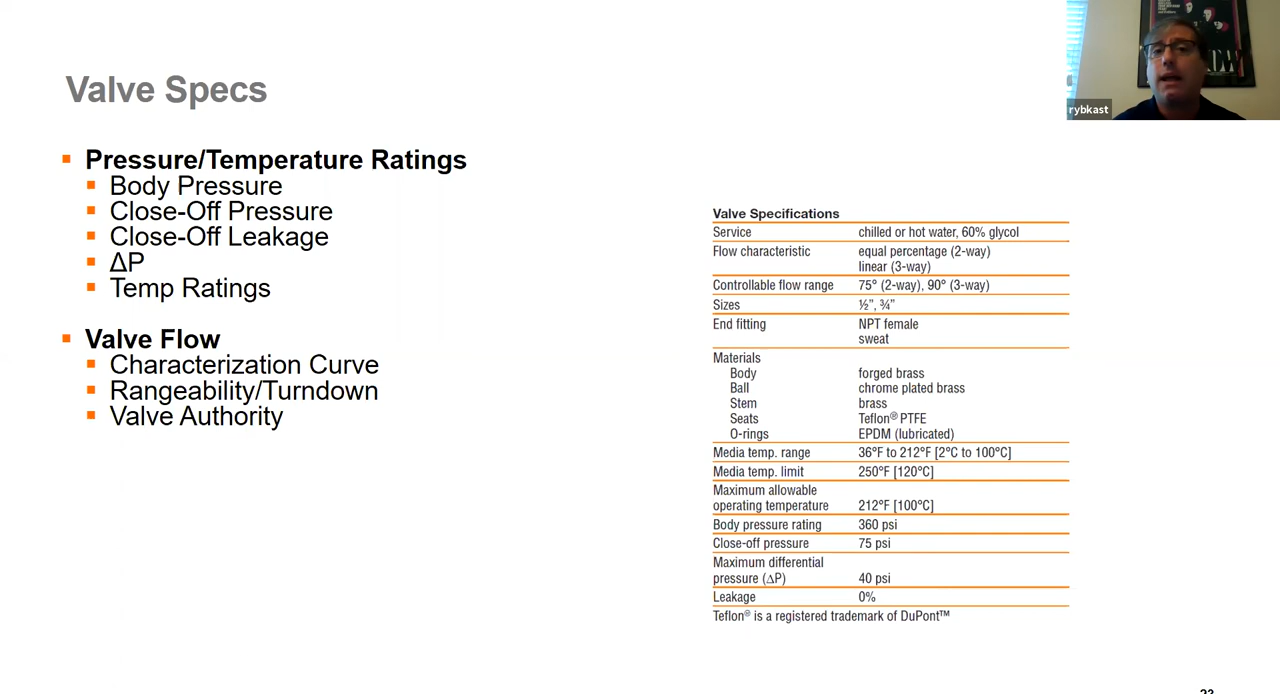 Valve Specs
Pressure/Temperature Ratings
Body Pressure
Close-Off Pressure
Close-Off Leakage
ΔP
Temp Ratings
Valve Flow
Characterization Curve
Rangeability/Turndown
Valve Authority
rybkast
Valve Specifications
Service chilled or hot water, 60% glycol
Flow characteristic equal percentage (2-way)
linear (3-way)
Controllable flow range 75° (2-way), 90° (3-way)
Sizes ½”, ¾”
End fitting NPT female
sweat
Materials
Body forged brass
Ball chrome plated brass
Stem brass
Seats Teflon® PTFE
O-rings EPDM (lubricated)
Media temp. range 36°F to 212°F [2°C to 100°C]
Media temp. limit 250°F [120°C]
Maximum allowable
operating temperature 212°F [100°C]
Body pressure rating 360 psi
Close-off pressure 75 psi
Maximum differential
pressure (ΔP) 40 psi
Leakage 0%
Teflon® is a registered trademark of DuPont™